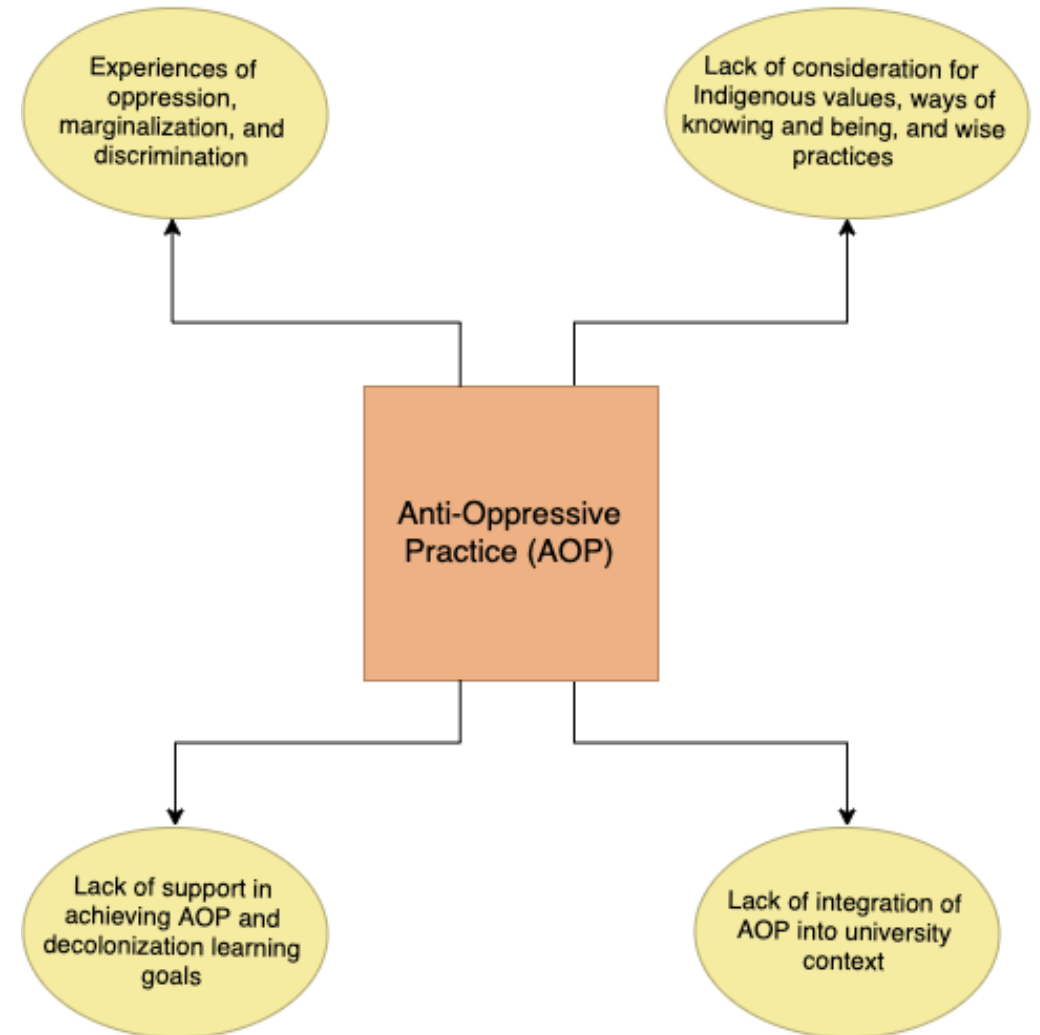 Experiences of
oppression,
marginalization, and
discrimination
Lack of consideration for
Indigenous values, ways of
knowing and being, and wise
practices
Anti-Oppressive
Practice (AOP)
Lack of support in
achieving AOP and
decolonization learning
goals
Lack of integration of
AOP into university
context